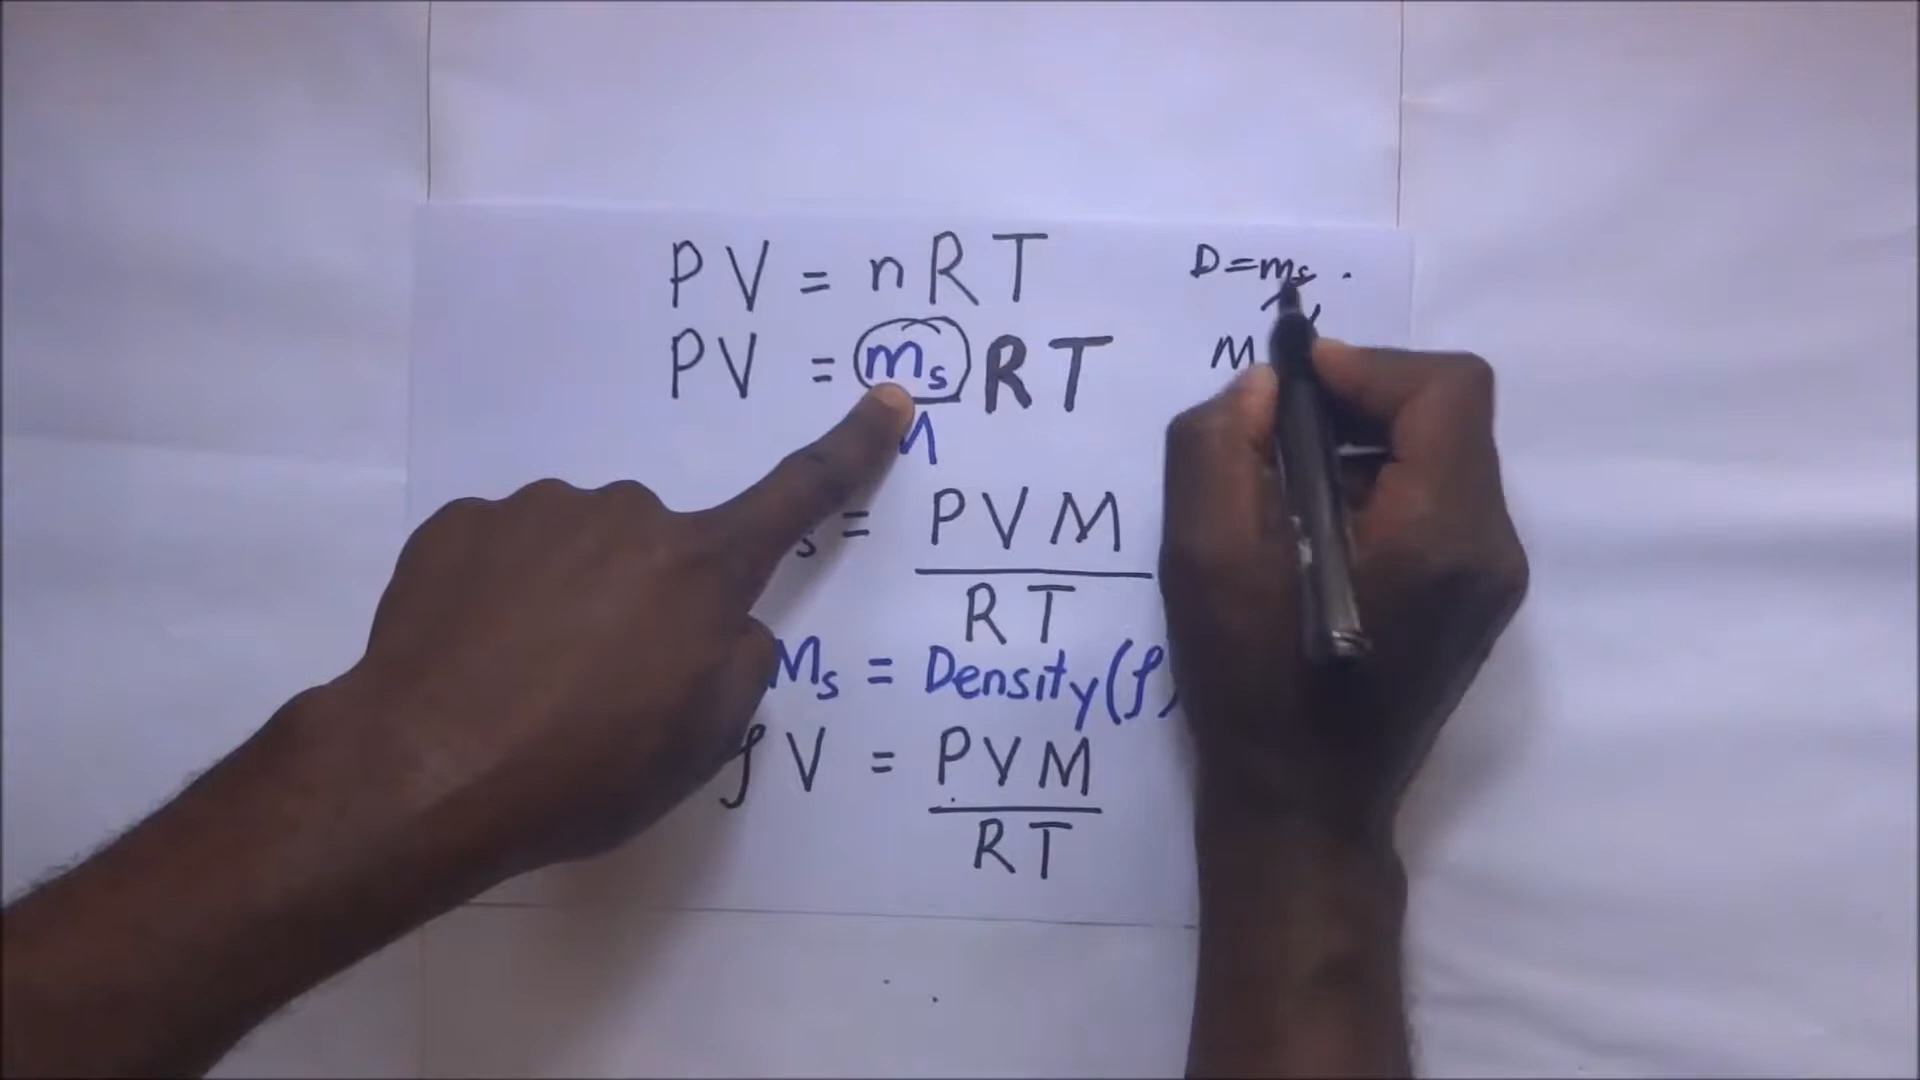 PV = nRT
D = ms
PV = ms RT
M
M
s = PVM
RT
Ms = Density (ρ)
ρV = PVM
RT